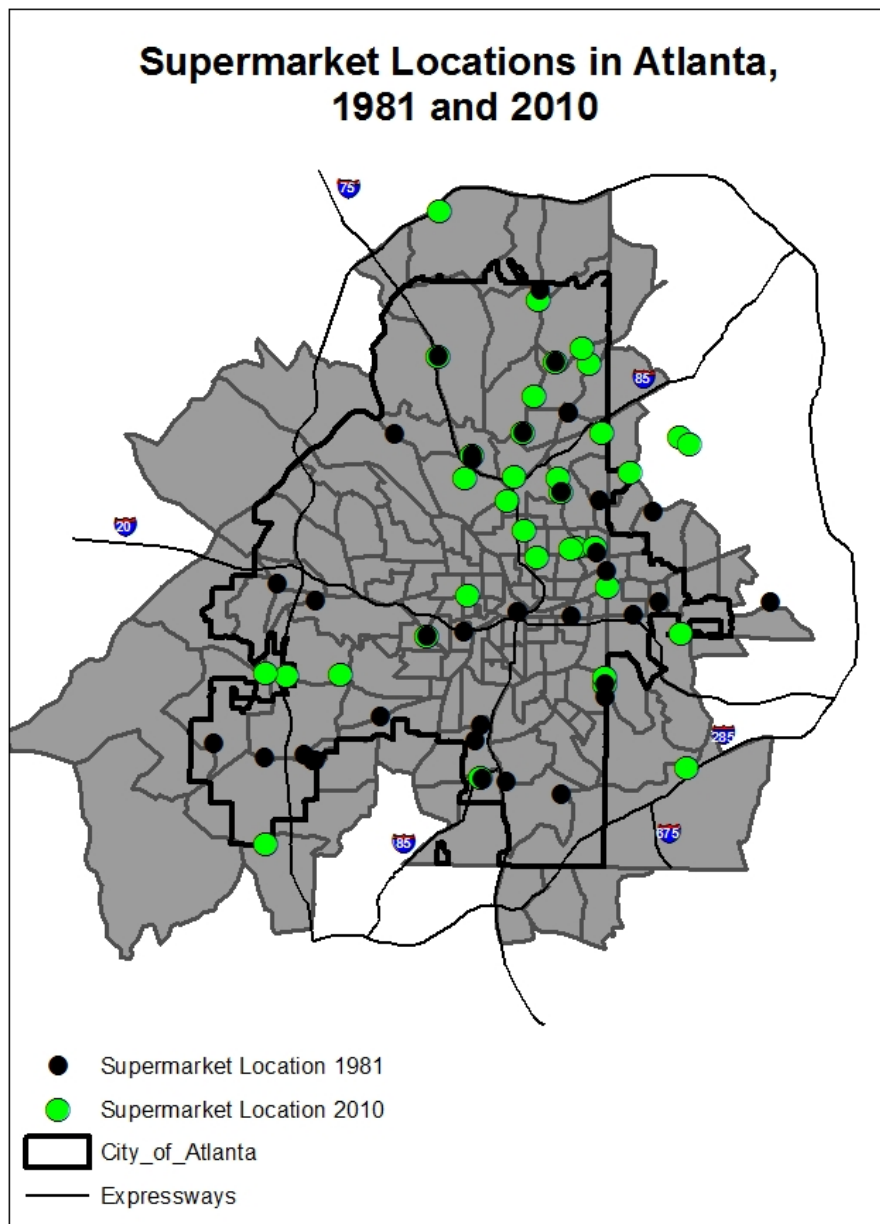 Supermarket Locations in Atlanta,
1981 and 2010
75
85
20
285
85
675
Supermarket Location 1981
Supermarket Location 2010
City_of_Atlanta
Expressways